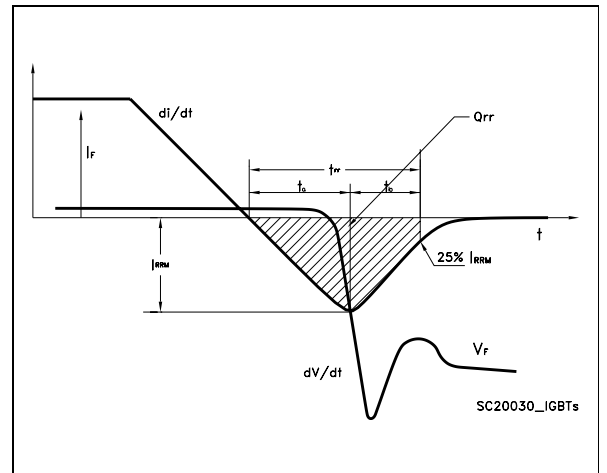 di/dt
Qrr
IF
trr
ta
tb
t
IRRM
25% IRRM
dV/dt
VF
SC20030_IGBTs